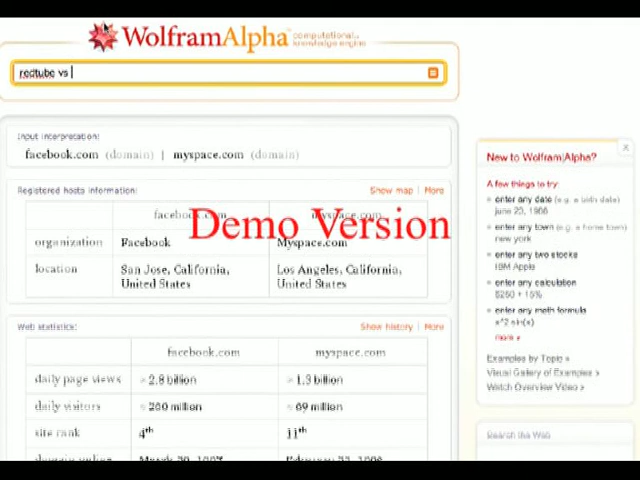 WolframAlpha computational... knowledge engine
redtube vs
Input interpretation:
facebook.com (domain) | myspace.com (domain)
Registered hosts information: Show map | More
facebook.com myspace.com
organization Facebook Myspace.com
location San Jose, California, United States Los Angeles, California, United States
Demo Version
Web statistics: Show history | More
facebook.com myspace.com
daily page views ≈ 2.8 billion ≈ 1.3 billion
daily visitors ≈ 260 million ≈ 69 million
site rank 4th 11th
New to Wolfram|Alpha?
A few things to try:
enter any date (e.g. a birth date)
june 23, 1988
enter any town (e.g. a home town)
new york
enter any two stocks
IBM Apple
enter any calculation
$250 + 15%
enter any math formula
x^2 sin(x)
more »
Examples by Topic »
Visual Gallery of Examples »
Watch Overview Video »
Search the Web